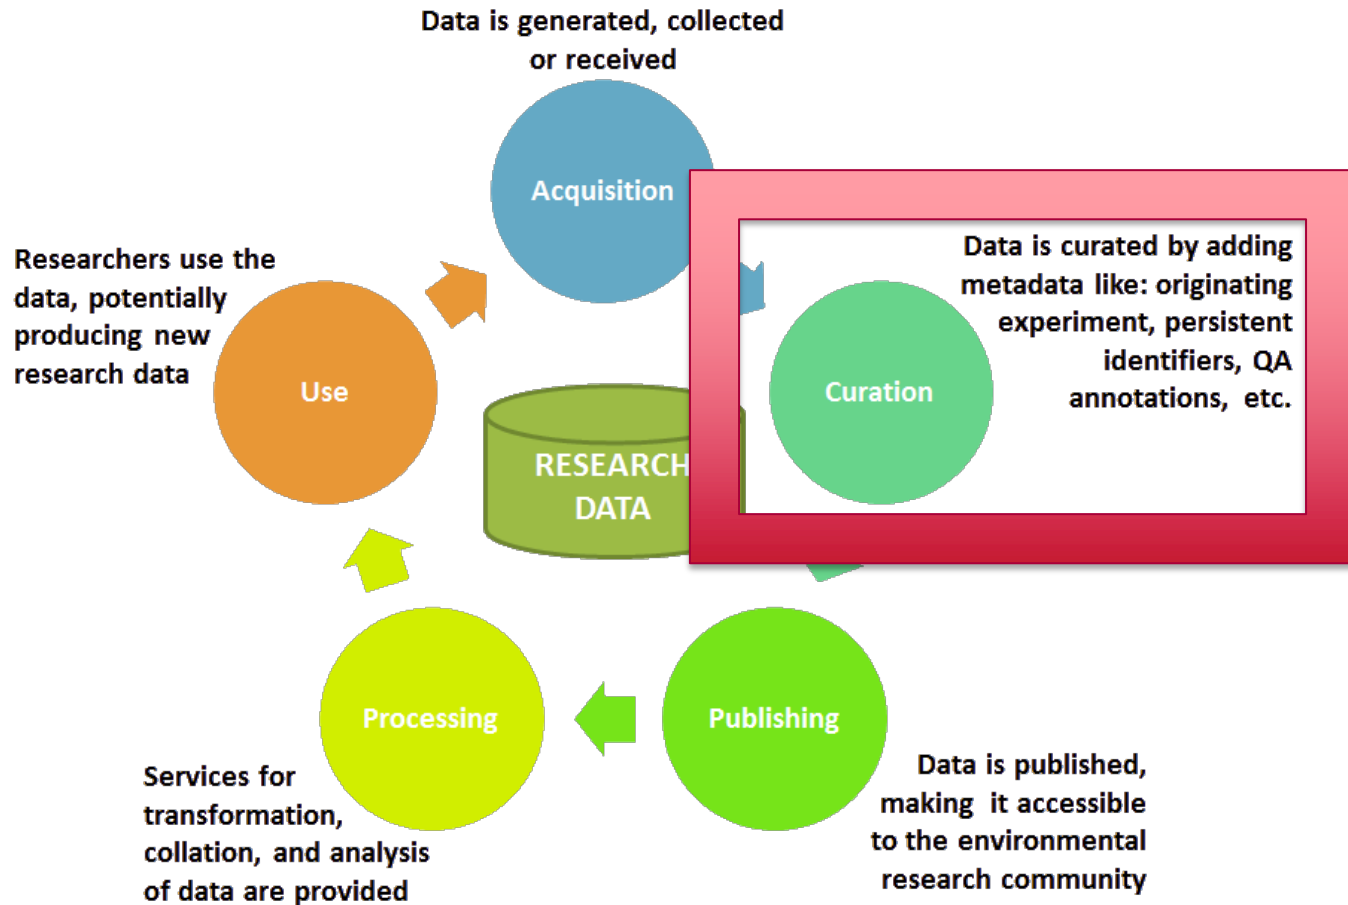 Data is generated, collected
or received
Acquisition
Data is curated by adding
metadata like: originating
experiment, persistent
identifiers, QA
annotations, etc.
Curation
Researchers use the
data, potentially
producing new
research data
Use
RESEARCH
DATA
Processing
Publishing
Services for
transformation,
collation, and analysis
of data are provided
Data is published,
making it accessible
to the environmental
research community